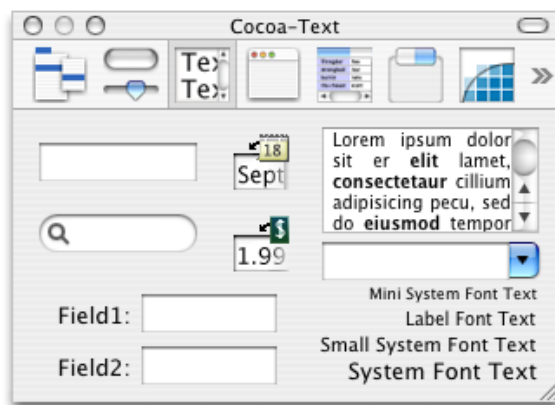 Cocoa-Text
Tex
Tex
18
Sept
Lorem ipsum dolor
sit er elit lamet,
consectetaur cillium
adipisicing pecu, sed
do eiusmod tempor
$
1.99
Mini System Font Text
Field1:
Label Font Text
Small System Font Text
Field2:
System Font Text